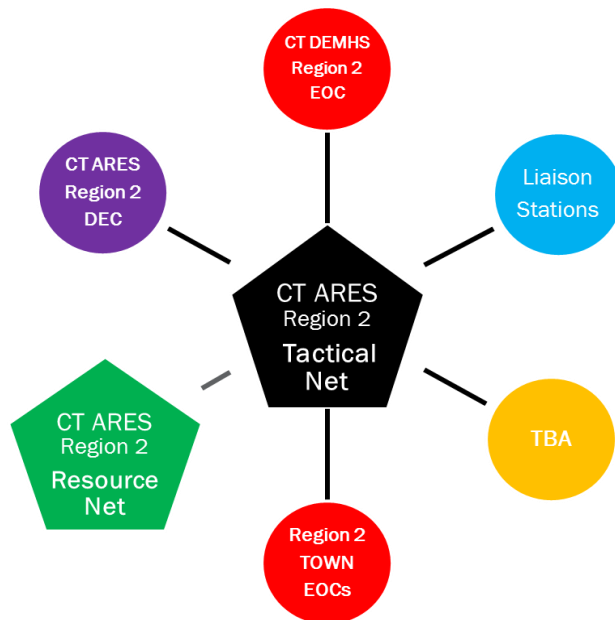 CT DEMHS
Region 2
EOC
CT ARES
Region 2
DEC
Liaison
Stations
CT ARES
Region 2
Tactical
Net
CT ARES
Region 2
Resource
Net
TBA
Region 2
TOWN
EOCs